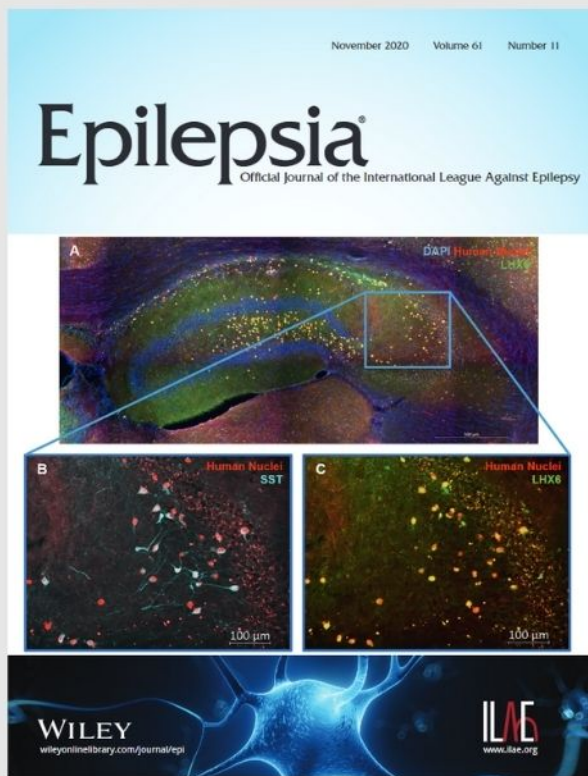 November 2020 Volume 61 Number 11
Epilepsia®
Official Journal of the International League Against Epilepsy
A
DAPI Human Nuclei
LHX6
B
Human Nuclei
SST
100 µm
C
Human Nuclei
LHX6
100 µm
WILEY
wileyonlinelibrary.com/journal/epi
ILAE
www.ilae.org